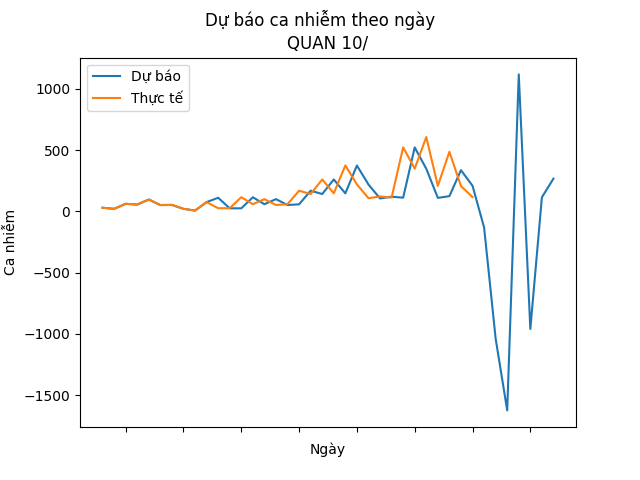 Dự báo ca nhiễm theo ngày
QUAN 10/
Dự báo
Thực tế
1000
500
0
−500
−1000
−1500
Ca nhiễm
Ngày